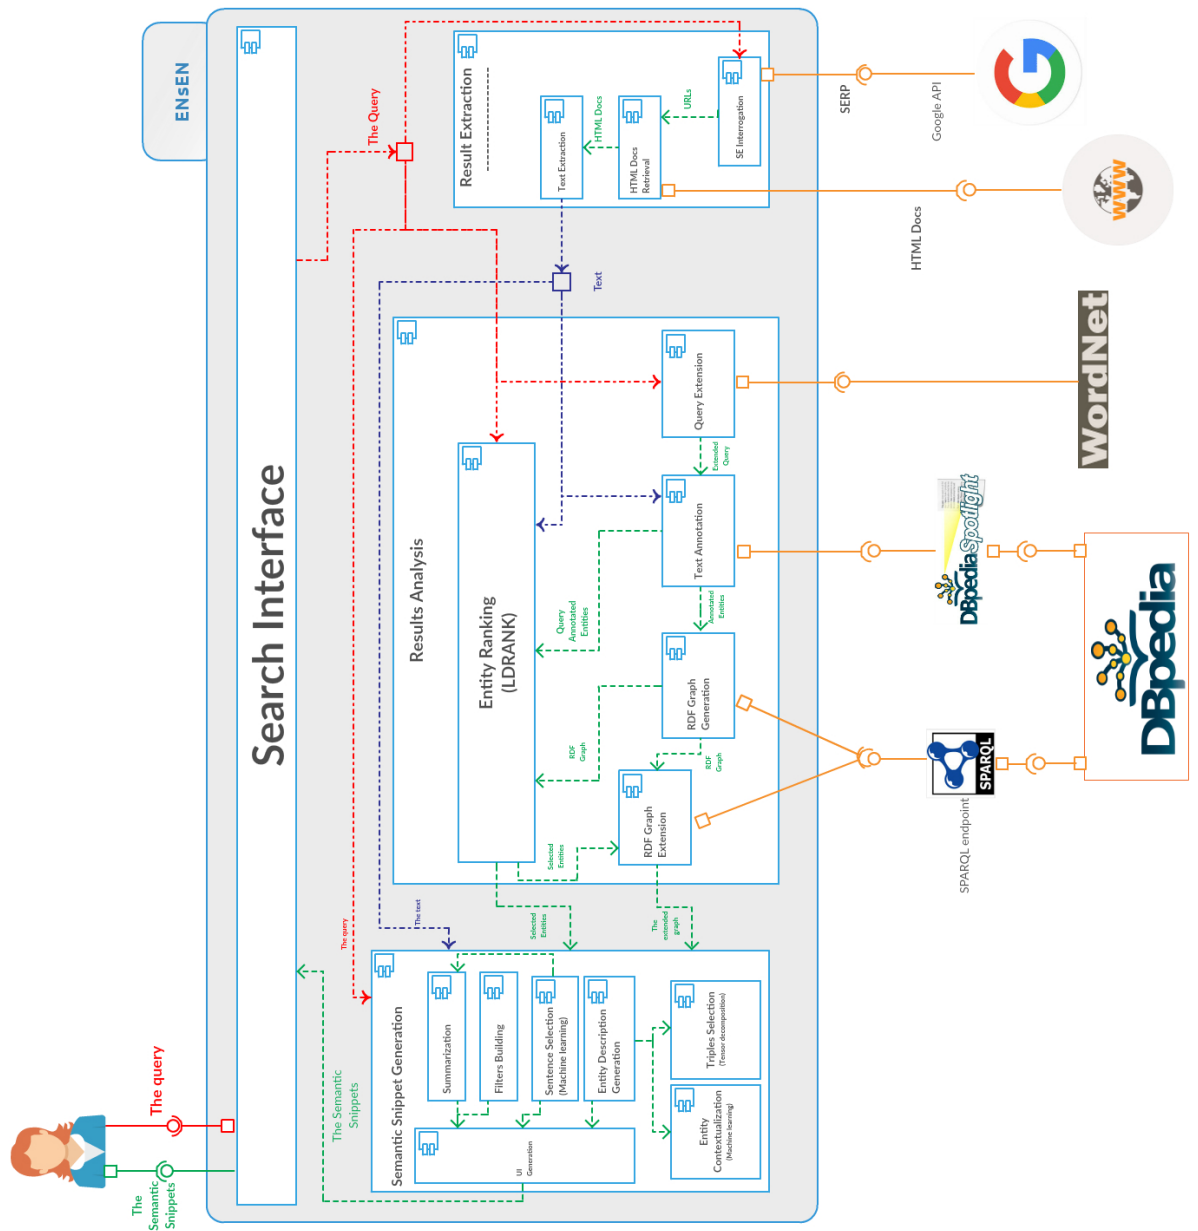 ENsEN
Search Interface
The query
The
Semantic
Snippets
The Query
The Semantic
Snippets
Result Extraction
SE Interrogation
URLs
HTML Docs
Retrieval
HTML Docs
Text Extraction
Text
SERP
Google API
HTML Docs
www
Results Analysis
Entity Ranking
(LDRANK)
Query Extension
Extended
Query
Text Annotation
Query
Annotated
Entities
Annotated
Entities
RDF Graph
Generation
RDF
Graph
RDF
Graph
RDF Graph
Extension
Selected
Entities
WordNet
DBpedia Spotlight
DBpedia
SPARQL
SPARQL endpoint
The query
The text
Selected
Entities
The
extended
graph
Semantic Snippet Generation
Summarization
Filters Building
Sentence Selection
(Machine learning)
Entity Description
Generation
Triples Selection
(Tensor decomposition)
Entity
Contextualization
(Machine learning)
UI
Generation